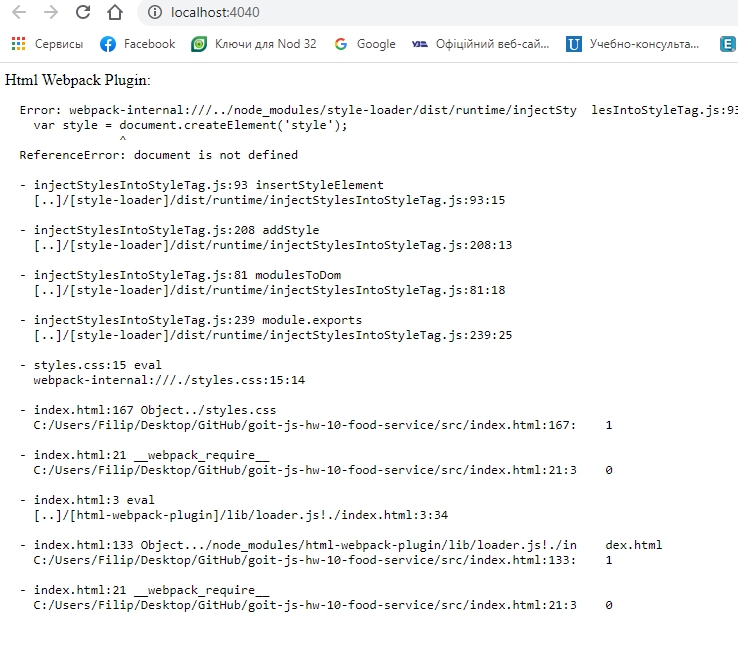 localhost:4040
Сервисы Facebook Ключи для Nod 32 Google УЗБ Офіційний веб-сай... U Учебно-консульта... E
Html Webpack Plugin:
Error: webpack-internal:///../node_modules/style-loader/dist/runtime/injectSty lesIntoStyleTag.js:93
var style = document.createElement('style');
^
ReferenceError: document is not defined
- injectStylesIntoStyleTag.js:93 insertStyleElement
[..]/[style-loader]/dist/runtime/injectStylesIntoStyleTag.js:93:15
- injectStylesIntoStyleTag.js:208 addStyle
[..]/[style-loader]/dist/runtime/injectStylesIntoStyleTag.js:208:13
- injectStylesIntoStyleTag.js:81 modulesToDom
[..]/[style-loader]/dist/runtime/injectStylesIntoStyleTag.js:81:18
- injectStylesIntoStyleTag.js:239 module.exports
[..]/[style-loader]/dist/runtime/injectStylesIntoStyleTag.js:239:25
- styles.css:15 eval
webpack-internal:///./styles.css:15:14
- index.html:167 Object../styles.css
C:/Users/Filip/Desktop/GitHub/goit-js-hw-10-food-service/src/index.html:167: 1
- index.html:21 __webpack_require__
C:/Users/Filip/Desktop/GitHub/goit-js-hw-10-food-service/src/index.html:21:3 0
- index.html:3 eval
[..]/[html-webpack-plugin]/lib/loader.js!./index.html:3:34
- index.html:133 Object.../node_modules/html-webpack-plugin/lib/loader.js!./in dex.html
C:/Users/Filip/Desktop/GitHub/goit-js-hw-10-food-service/src/index.html:133: 1
- index.html:21 __webpack_require__
C:/Users/Filip/Desktop/GitHub/goit-js-hw-10-food-service/src/index.html:21:3 0